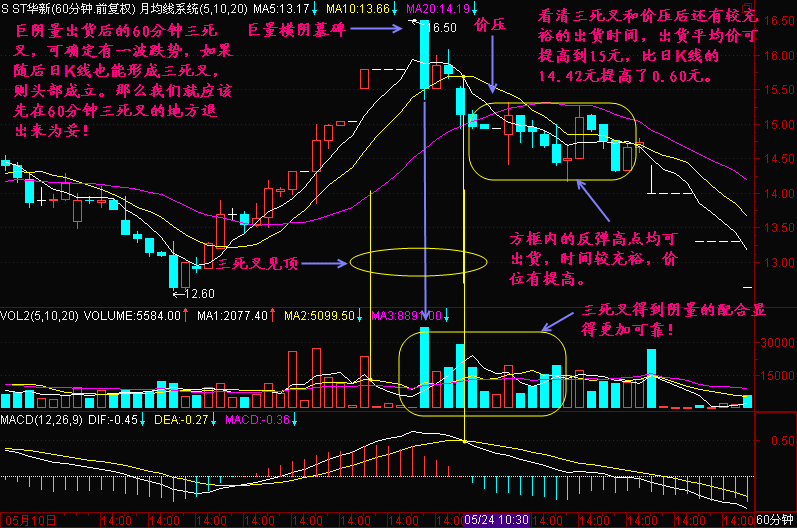 S ST华新(60分钟.前复权) 月均线系统(5,10,20) MA5:13.17↓ MA10:13.66↓ MA20:14.19↓
巨阴量出货后的60分钟三死
叉，可确定有一波跌势，如果
随后日K线也能形成三死叉，
则头部成立。那么我们就应该
先在60分钟三死叉的地方退
出来为妥！
巨量横阴墓碑
16.50
价压
看清三死叉和价压后还有较充
裕的出货时间，出货平均价可
提高到15元，比日K线的
14.42元提高了0.60元。
16.50
16.00
15.50
15.00
14.50
14.00
13.50
13.00
方框内的反弹高点均可
出货，时间较充裕，价
位有提高。
三死叉见顶
12.60
三死叉得到阴量的配合显
得更加可靠！
VOL2(5,10,20) VOLUME:5584.00↑ MA1:2077.40↑ MA2:5099.50↓ MA3:8891.00↓
30000
15000
MACD(12,26,9) DIF:-0.45↓ DEA:-0.27↓ MACD:-0.36↓
0.50
05月10日 14:00 14:00 14:00 14:00 14:00 14:00 14:00 05/24 10:30 14:00 14:00 14:00 14:00 14:00 60分钟